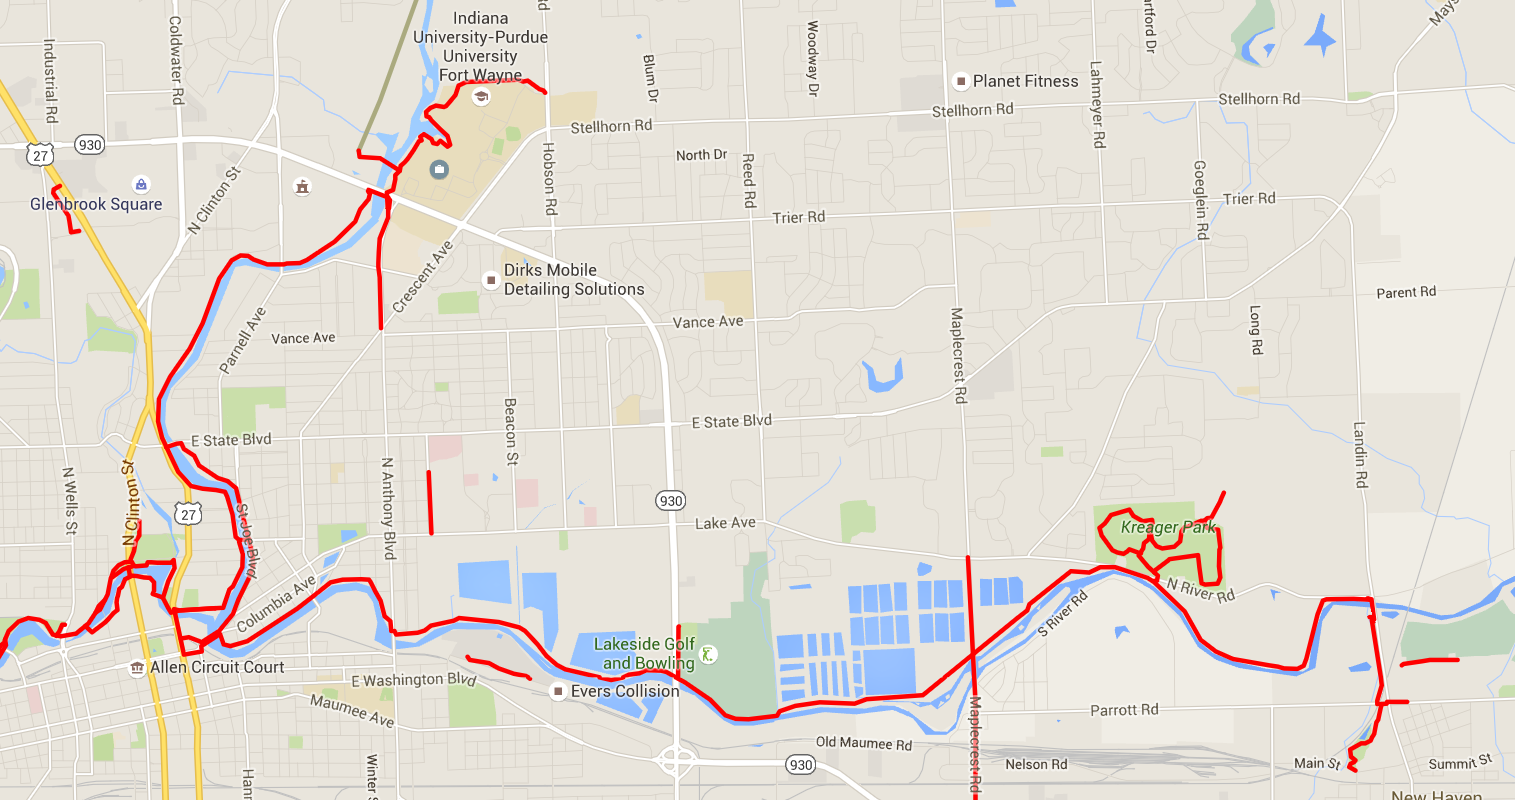 Indiana
University-Purdue
University
Fort Wayne
Industrial Rd
Coldwater Rd
Rd
Blum Dr
Woodway Dr
artford Dr
Mays
Planet Fitness
Lahmeyer Rd
Stellhorn Rd
Stellhorn Rd
Stellhorn Rd
930
27
North Dr
Hobson Rd
Reed Rd
Goeglein Rd
Glenbrook Square
N Clinton St
Trier Rd
Trier Rd
Crescent Ave
Dirks Mobile
Detailing Solutions
Parent Rd
Vance Ave
Vance Ave
Parnell Ave
Maplecrest Rd
Long Rd
E State Blvd
E State Blvd
Beacon St
Landin Rd
N Wells St
N Clinton St
27
St Joe Blvd
N Anthony Blvd
930
Lake Ave
Kreager Park
N River Rd
S River Rd
Columbia Ave
Lakeside Golf
and Bowling
Allen Circuit Court
E Washington Blvd
Evers Collision
Maumee Ave
Maplecrest Rd
Parrott Rd
Old Maumee Rd
930
Nelson Rd
Main St
Summit St
Winter S
Hann
New Haven